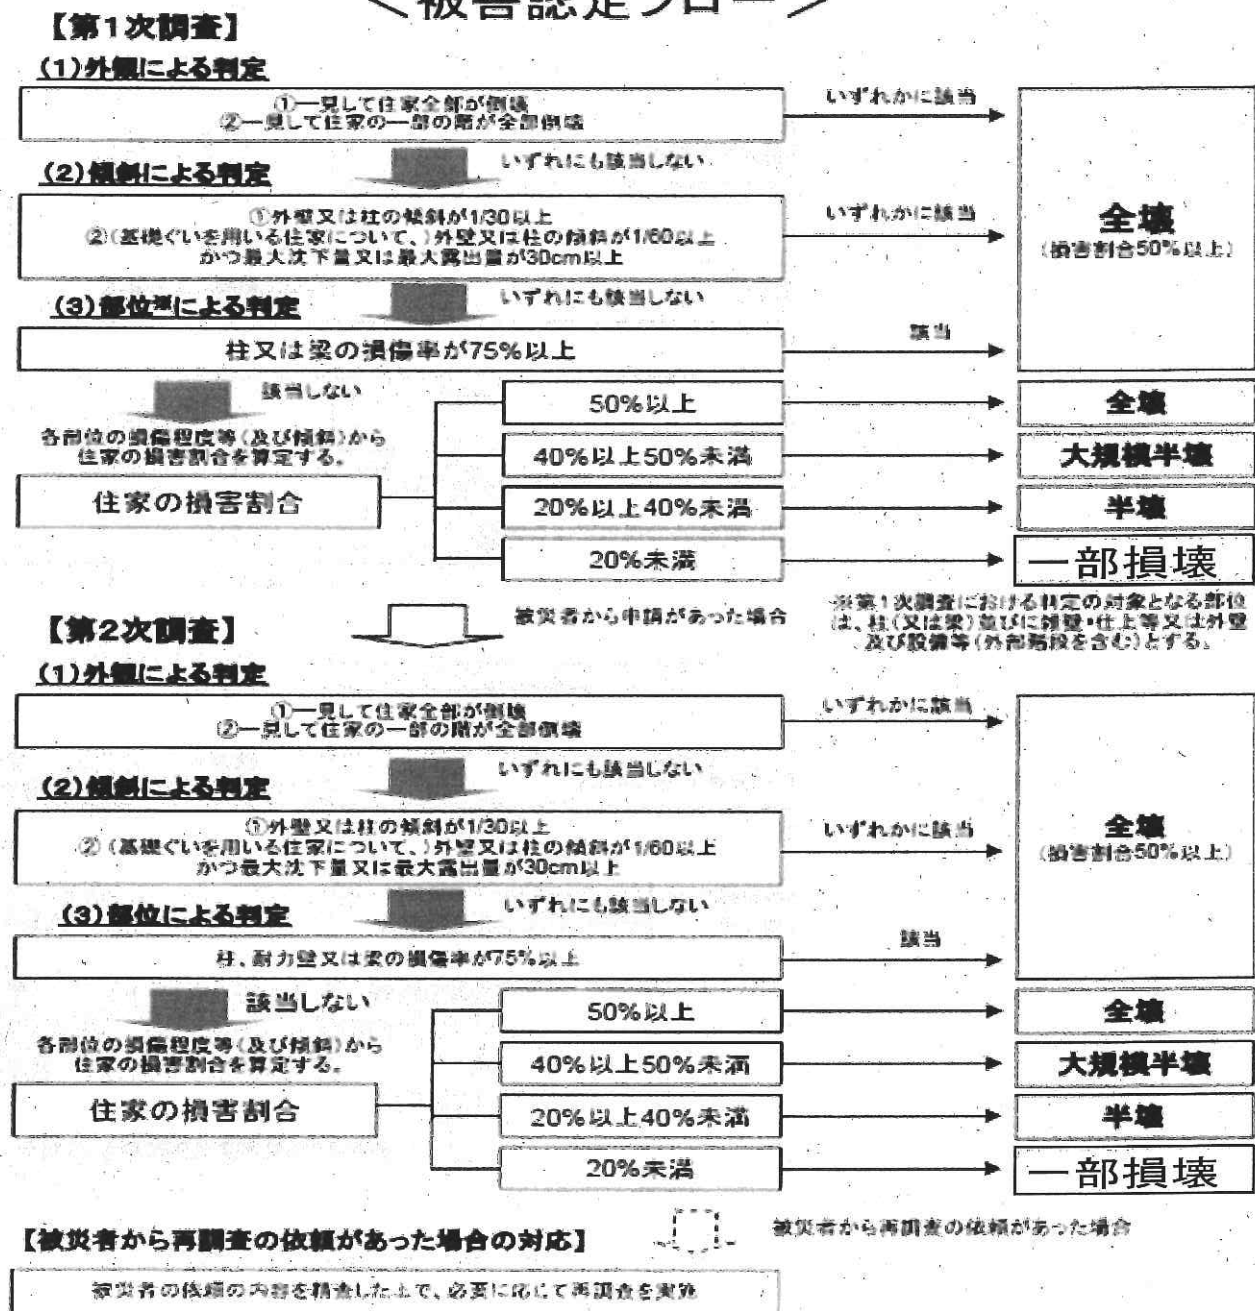 <被害認定フロー>
【第1次調査】
(1)外観による判定
①一見して住家全部が倒壊
②一見して住家の一部の階が全部倒壊
いずれかに該当
いずれにも該当しない
(2)傾斜による判定
①外壁又は柱の傾斜が1/30以上
②(基礎ぐいを用いる住家について、)外壁又は柱の傾斜が1/60以上
かつ最大沈下量又は最大露出量が30cm以上
いずれかに該当
全壊
(損害割合50%以上)
いずれにも該当しない
(3)部位※による判定
柱又は梁の損傷率が75%以上
該当
該当しない
各部位の損傷程度等(及び傾斜)から
住家の損害割合を算定する。
住家の損害割合
50%以上
全壊
40%以上50%未満
大規模半壊
20%以上40%未満
半壊
20%未満
一部損壊
※第1次調査における判定の対象となる部位
は、柱(又は梁)並びに雑壁・仕上等又は外壁
及び設備等(外部階段を含む)とする。
被災者から申請があった場合
【第2次調査】
(1)外観による判定
①一見して住家全部が倒壊
②一見して住家の一部の階が全部倒壊
いずれかに該当
いずれにも該当しない
(2)傾斜による判定
①外壁又は柱の傾斜が1/30以上
②(基礎ぐいを用いる住家について、)外壁又は柱の傾斜が1/60以上
かつ最大沈下量又は最大露出量が30cm以上
いずれかに該当
全壊
(損害割合50%以上)
いずれにも該当しない
(3)部位による判定
柱、耐力壁又は梁の損傷率が75%以上
該当
該当しない
各部位の損傷程度等(及び傾斜)から
住家の損害割合を算定する。
住家の損害割合
50%以上
全壊
40%以上50%未満
大規模半壊
20%以上40%未満
半壊
20%未満
一部損壊
被災者から再調査の依頼があった場合
【被災者から再調査の依頼があった場合の対応】
被災者の依頼の内容を精査した上で、必要に応じて再調査を実施